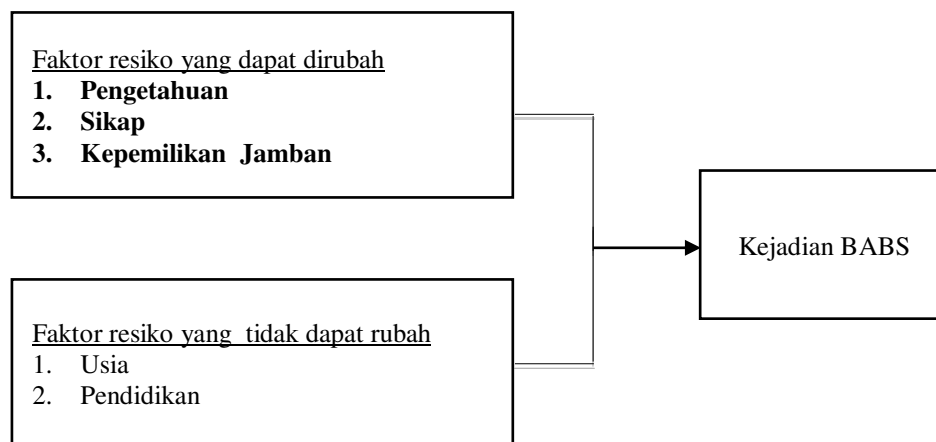 Faktor resiko yang dapat dirubah
1. Pengetahuan
2. Sikap
3. Kepemilikan Jamban
Kejadian BABS
Faktor resiko yang tidak dapat rubah
1. Usia
2. Pendidikan